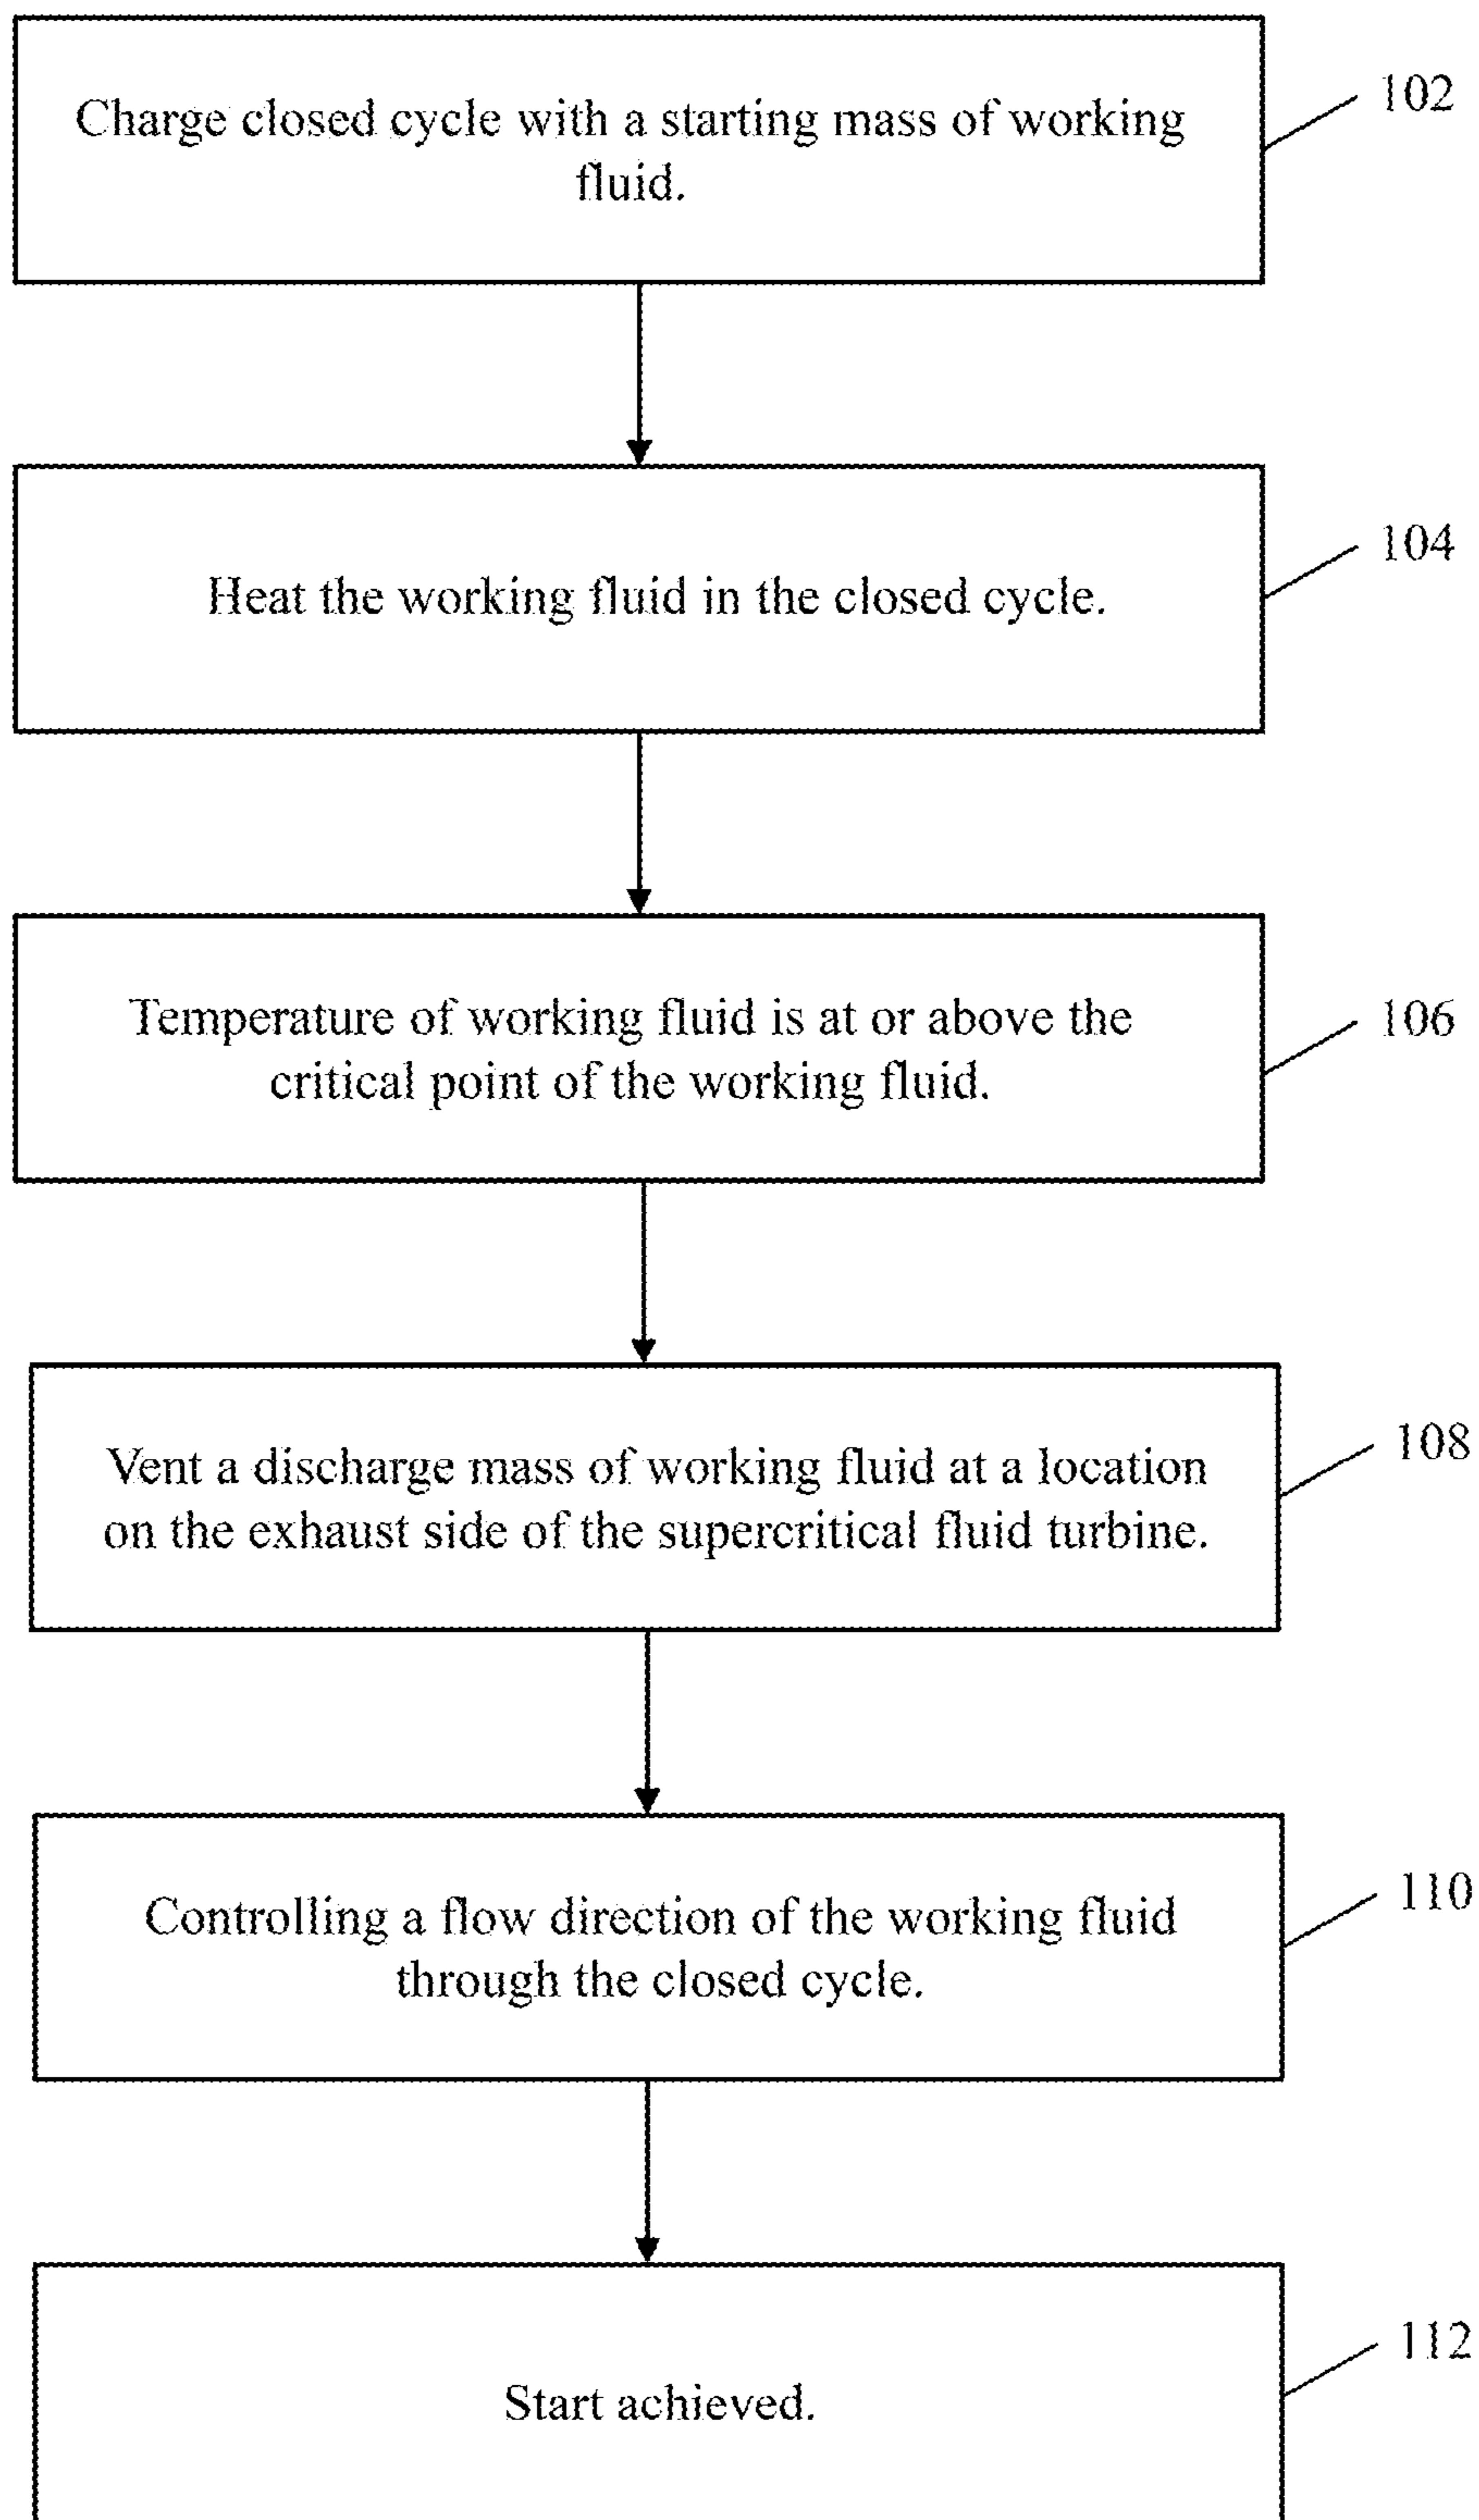 Charge closed cycle with a starting mass of working
fluid.
102
Heat the working fluid in the closed cycle.
104
Temperature of working fluid is at or above the
critical point of the working fluid.
106
Vent a discharge mass of working fluid at a location
on the exhaust side of the supercritical fluid turbine.
108
Controlling a flow direction of the working fluid
through the closed cycle.
110
Start achieved.
112